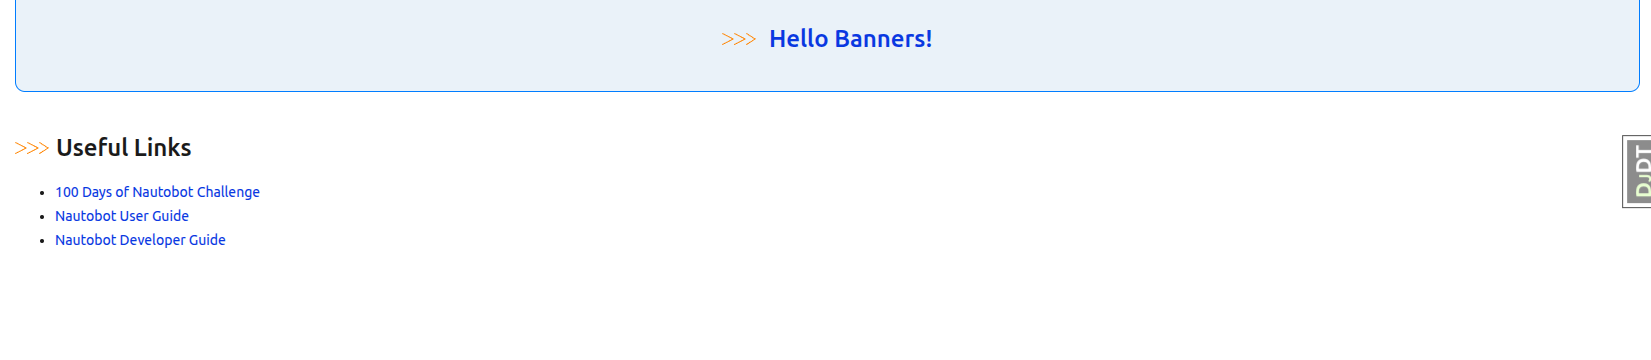 >>> Hello Banners!
>>> Useful Links
• 100 Days of Nautobot Challenge
• Nautobot User Guide
• Nautobot Developer Guide
DJDT